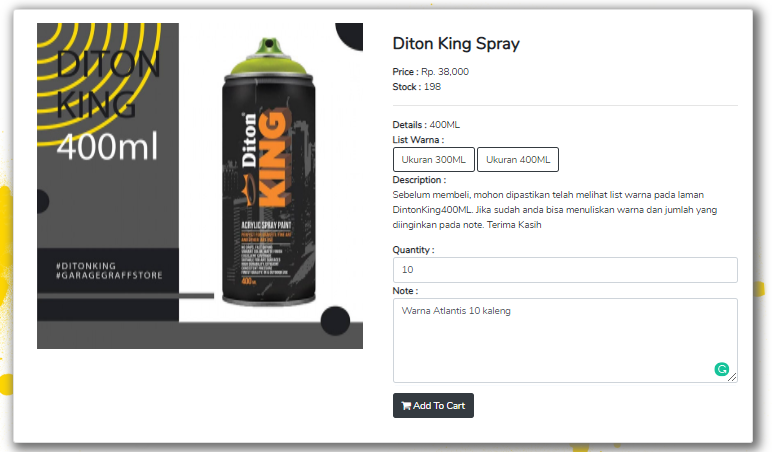 DITON
KING
400ml
#DITONKING
#GARAGEGRAFFSTORE
Diton
KING
ACRYLIC SPRAY PAINT
400
Diton King Spray
Price : Rp. 38,000
Stock : 198
Details : 400ML
List Warna :
Ukuran 300ML
Ukuran 400ML
Description :
Sebelum membeli, mohon dipastikan telah melihat list warna pada laman
DintonKing400ML. Jika sudah anda bisa menuliskan warna dan jumlah yang
diinginkan pada note. Terima Kasih
Quantity :
10
Note :
Warna Atlantis 10 kaleng
Add To Cart